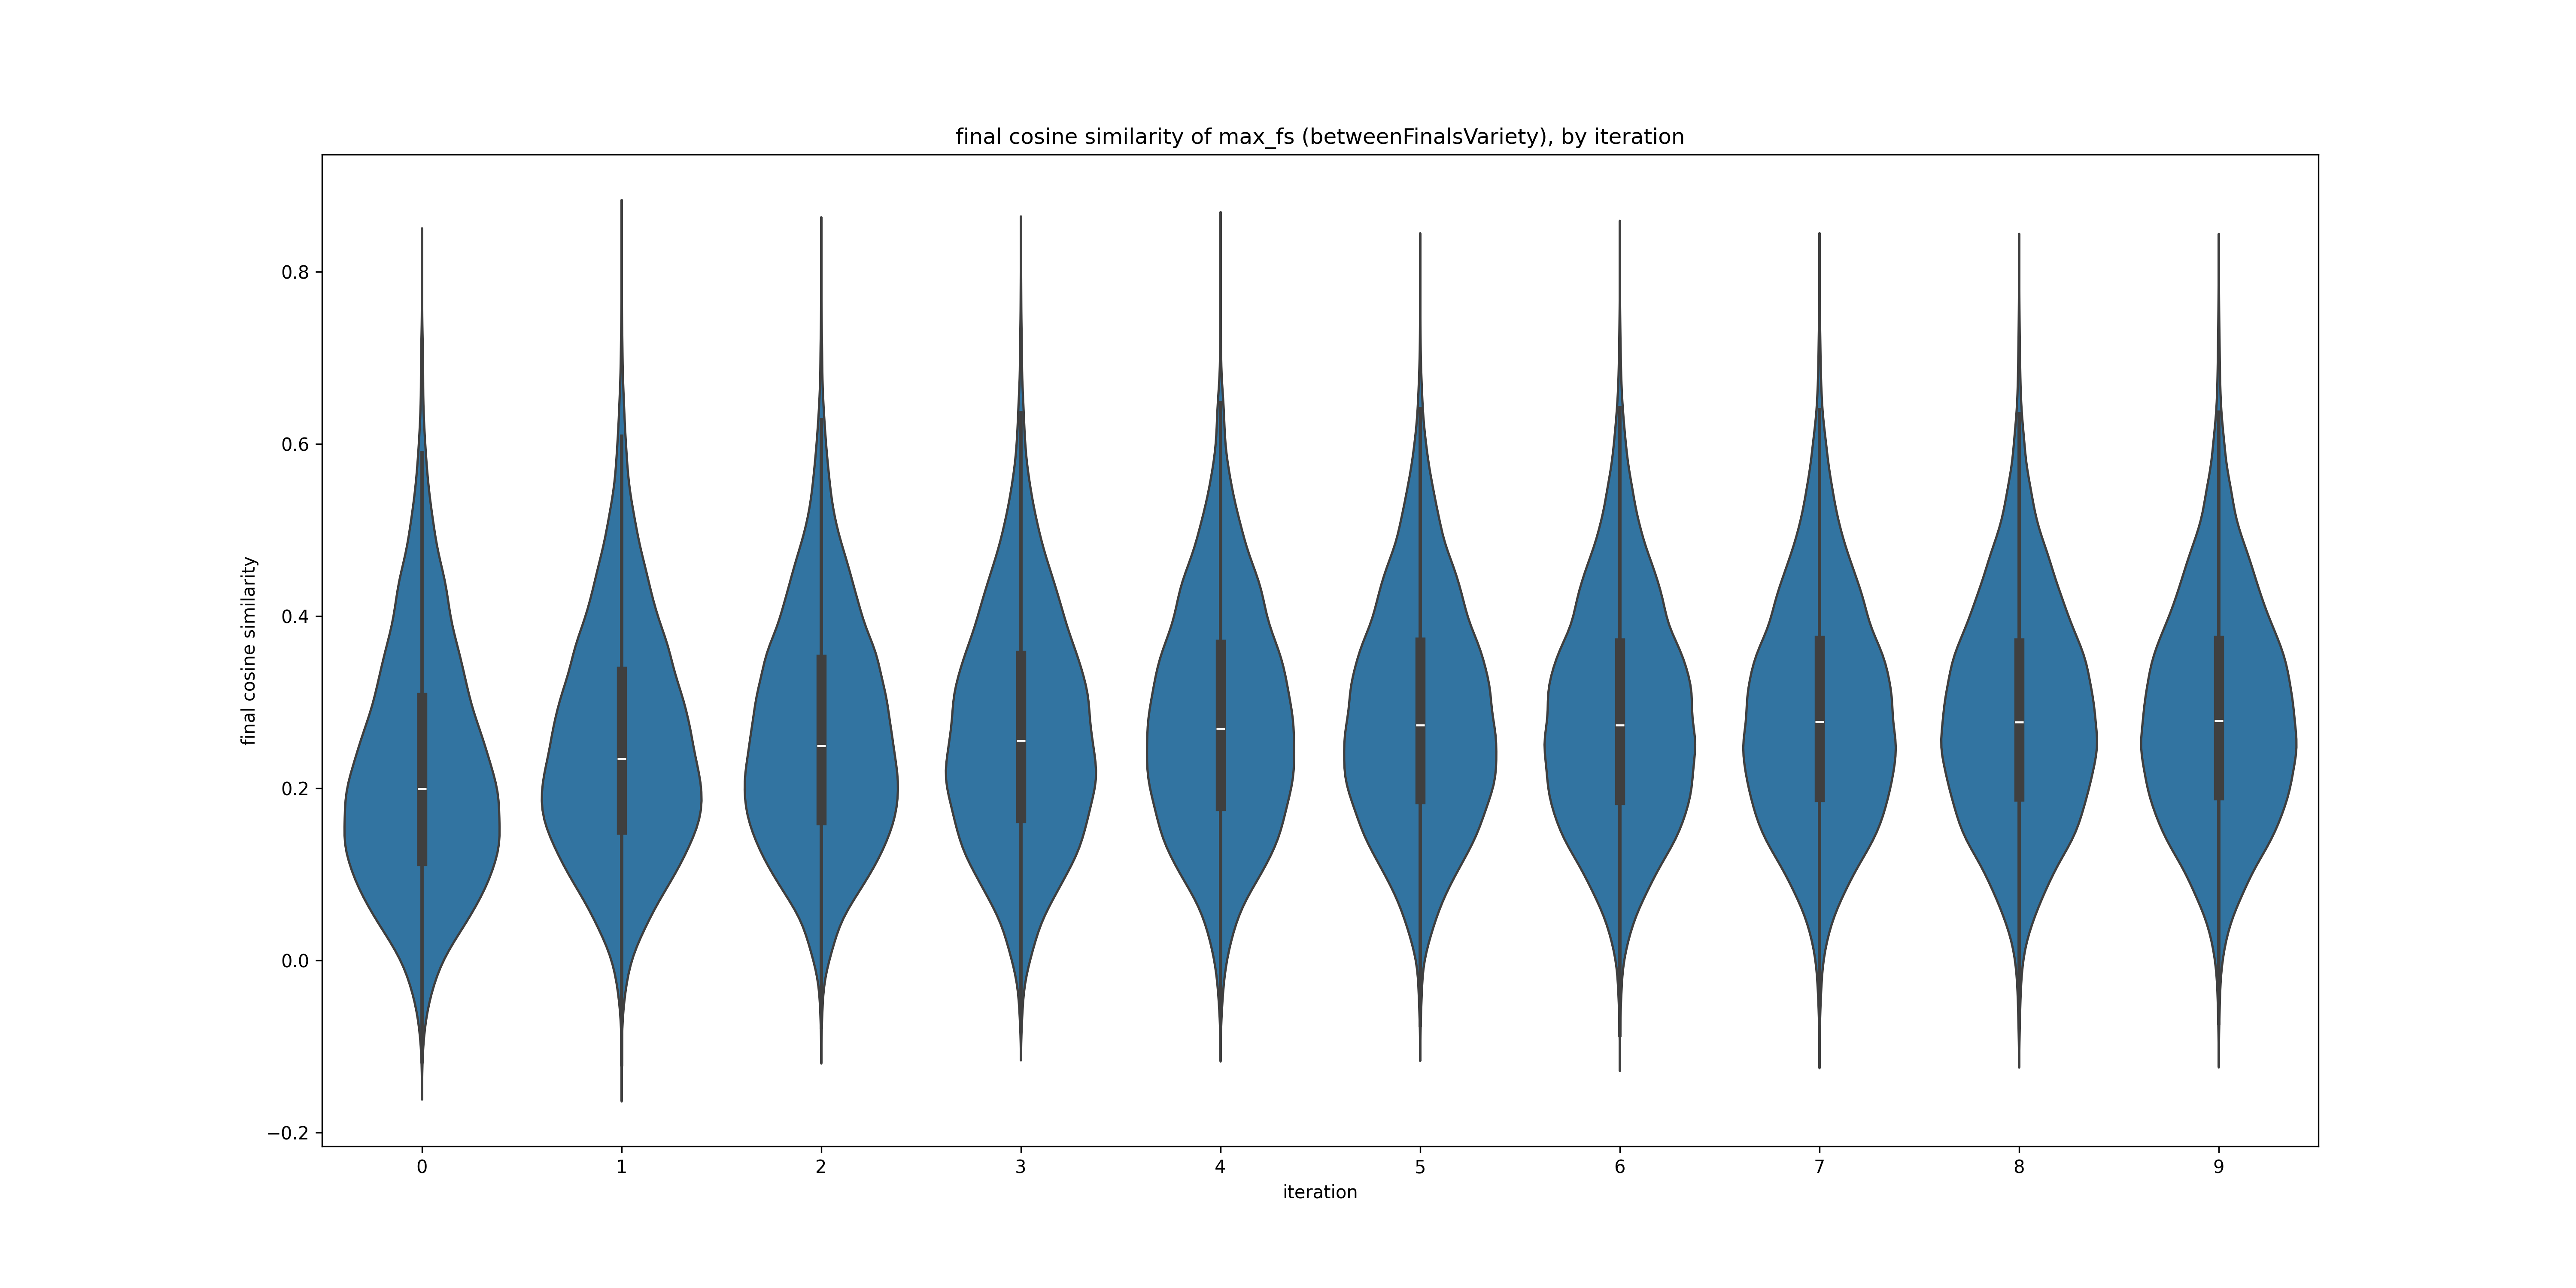 final cosine similarity of max_fs (betweenFinalsVariety), by iteration
final cosine similarity
0.8
0.6
0.4
0.2
0.0
−0.2
0 1 2 3 4 5 6 7 8 9
iteration